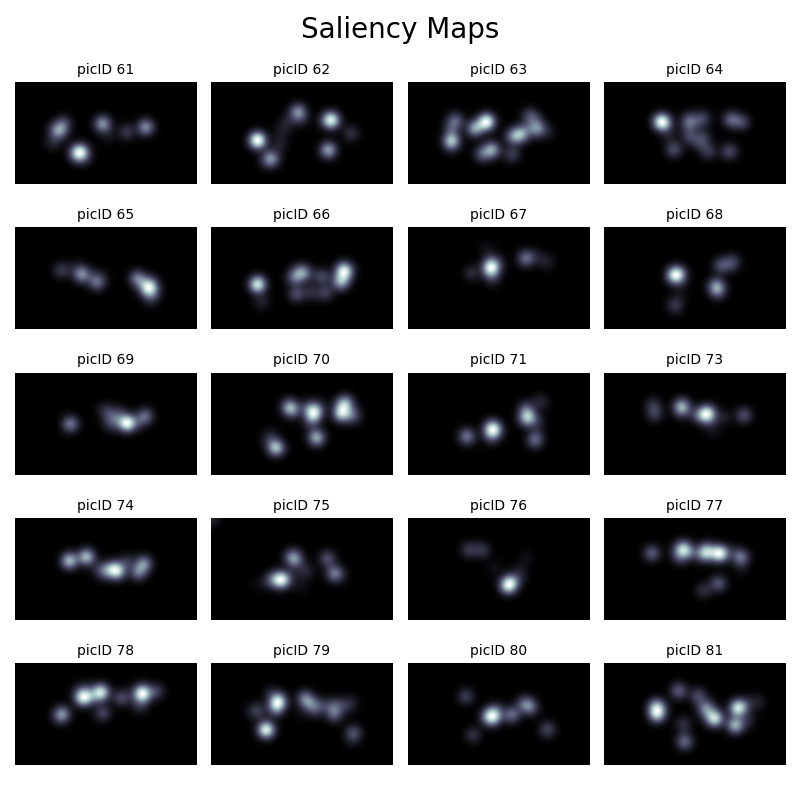 Saliency Maps
picID 61 picID 62 picID 63 picID 64
picID 65 picID 66 picID 67 picID 68
picID 69 picID 70 picID 71 picID 73
picID 74 picID 75 picID 76 picID 77
picID 78 picID 79 picID 80 picID 81